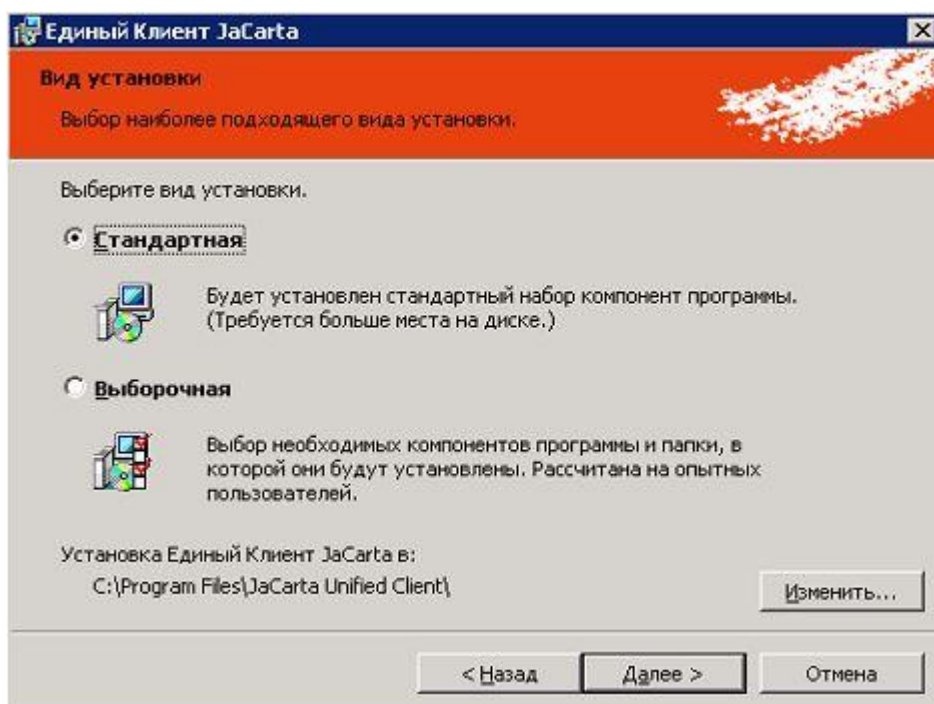 Единый Клиент JaCarta
Вид установки
Выбор наиболее подходящего вида установки.
Выберите вид установки.
Стандартная
Будет установлен стандартный набор компонент программы.
(Требуется больше места на диске.)
Выборочная
Выбор необходимых компонентов программы и папки, в
которой они будут установлены. Рассчитана на опытных
пользователей.
Установка Единый Клиент JaCarta в:
C:\Program Files\JaCarta Unified Client\
Изменить...
< Назад
Далее >
Отмена